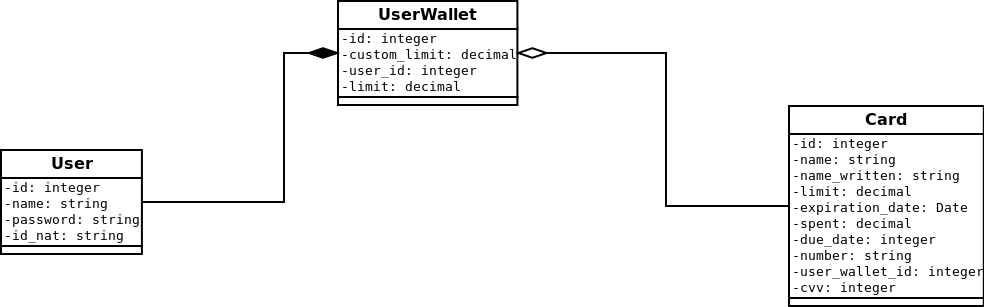 UserWallet
-id: integer
-custom_limit: decimal
-user_id: integer
-limit: decimal
User
-id: integer
-name: string
-password: string
-id_nat: string
Card
-id: integer
-name: string
-name_written: string
-limit: decimal
-expiration_date: Date
-spent: decimal
-due_date: integer
-number: string
-user_wallet_id: integer
-cvv: integer